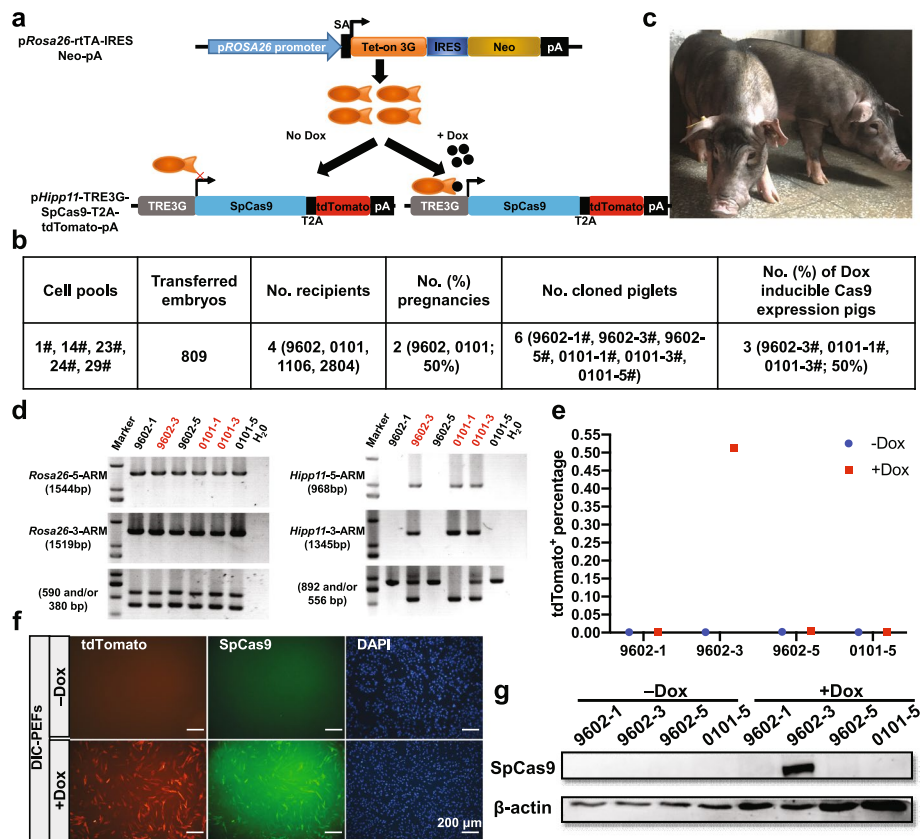 a
pRosa26-rtTA-IRES
Neo-pA
pROSA26 promoter
SA
Tet-on 3G
IRES
Neo
pA
No Dox
+ Dox
pHipp11-TRE3G-
SpCas9-T2A-
tdTomato-pA
TRE3G
SpCas9
T2A
tdTomato
pA
TRE3G
SpCas9
T2A
tdTomato
pA
c
b
Cell pools
Transferred
embryos
No. recipients
No. (%)
pregnancies
No. cloned piglets
No. (%) of Dox
inducible Cas9
expression pigs
1#, 14#, 23#,
24#, 29#
809
4 (9602, 0101,
1106, 2804)
2 (9602, 0101;
50%)
6 (9602-1#, 9602-3#, 9602-
5#, 0101-1#, 0101-3#,
0101-5#)
3 (9602-3#, 0101-1#,
0101-3#; 50%)
d
Marker
9602-1
9602-3
9602-5
0101-1
0101-3
0101-5
H20
Rosa26-5-ARM
(1544bp)
Rosa26-3-ARM
(1519bp)
(590 and/or
380 bp)
Marker
9602-1
9602-3
9602-5
0101-1
0101-3
0101-5
H20
Hipp11-5-ARM
(968bp)
Hipp11-3-ARM
(1345bp)
(892 and/or
556 bp)
e
-Dox
+Dox
tdTomato+ percentage
0.55
0.50
0.45
0.40
0.35
0.30
0.25
0.20
0.15
0.10
0.05
0.00
9602-1
9602-3
9602-5
0101-5
f
DIC-PEFs
–Dox
+Dox
tdTomato
SpCas9
DAPI
200 μm
g
–Dox
+Dox
9602-1
9602-3
9602-5
0101-5
9602-1
9602-3
9602-5
0101-5
SpCas9
β-actin